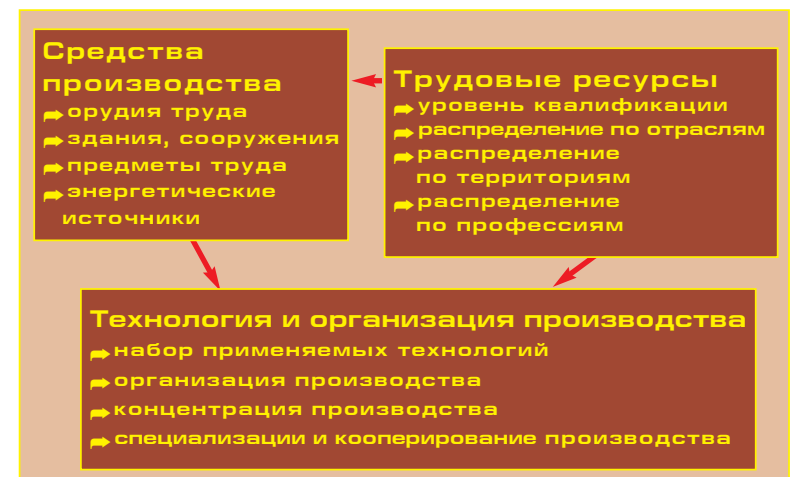 Средства
производства
орудия труда
здания, сооружения
предметы труда
энергетические
источники
Трудовые ресурсы
уровень квалификации
распределение по отраслям
распределение
по территориям
распределение
по профессиям
Технология и организация производства
набор применяемых технологий
организация производства
концентрация производства
специализации и кооперирование производства